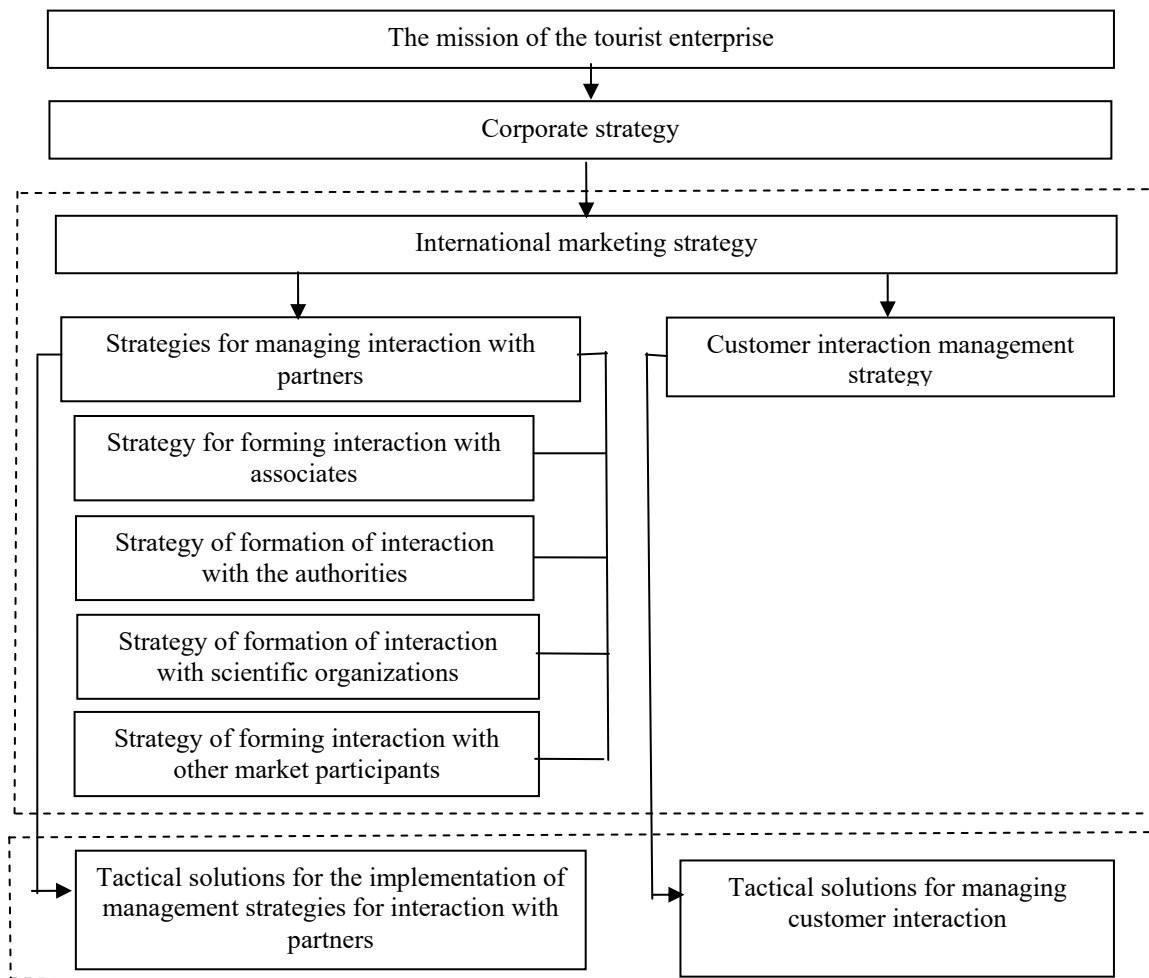 The mission of the tourist enterprise
Corporate strategy
International marketing strategy
Strategies for managing interaction with
partners
Customer interaction management
strategy
Strategy for forming interaction with
associates
Strategy of formation of interaction
with the authorities
Strategy of formation of interaction
with scientific organizations
Strategy of forming interaction with
other market participants
Tactical solutions for the implementation of
management strategies for interaction with
partners
Tactical solutions for managing
customer interaction